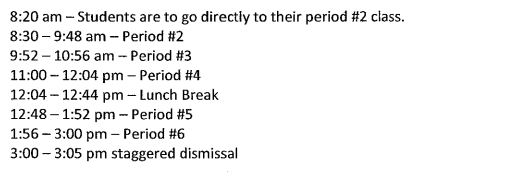 8:20 am – Students are to go directly to their period #2 class.
8:30 – 9:48 am – Period #2
9:52 – 10:56 am – Period #3
11:00 – 12:04 pm – Period #4
12:04 – 12:44 pm – Lunch Break
12:48 – 1:52 pm – Period #5
1:56 – 3:00 pm – Period #6
3:00 – 3:05 pm staggered dismissal